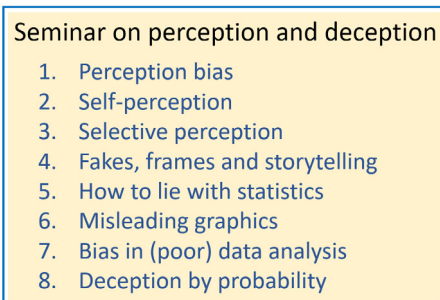 Seminar on perception and deception
1. Perception bias
2. Self-perception
3. Selective perception
4. Fakes, frames and storytelling
5. How to lie with statistics
6. Misleading graphics
7. Bias in (poor) data analysis
8. Deception by probability